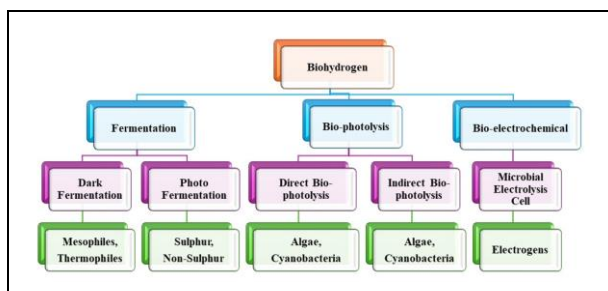 Biohydrogen
Fermentation
Bio-photolysis
Bio-electrochemical
Dark
Fermentation
Photo
Fermentation
Direct Bio-
photolysis
Indirect Bio-
photolysis
Microbial
Electrolysis
Cell
Mesophiles,
Thermophiles
Sulphur,
Non-Sulphur
Algae,
Cyanobacteria
Algae,
Cyanobacteria
Electrogens